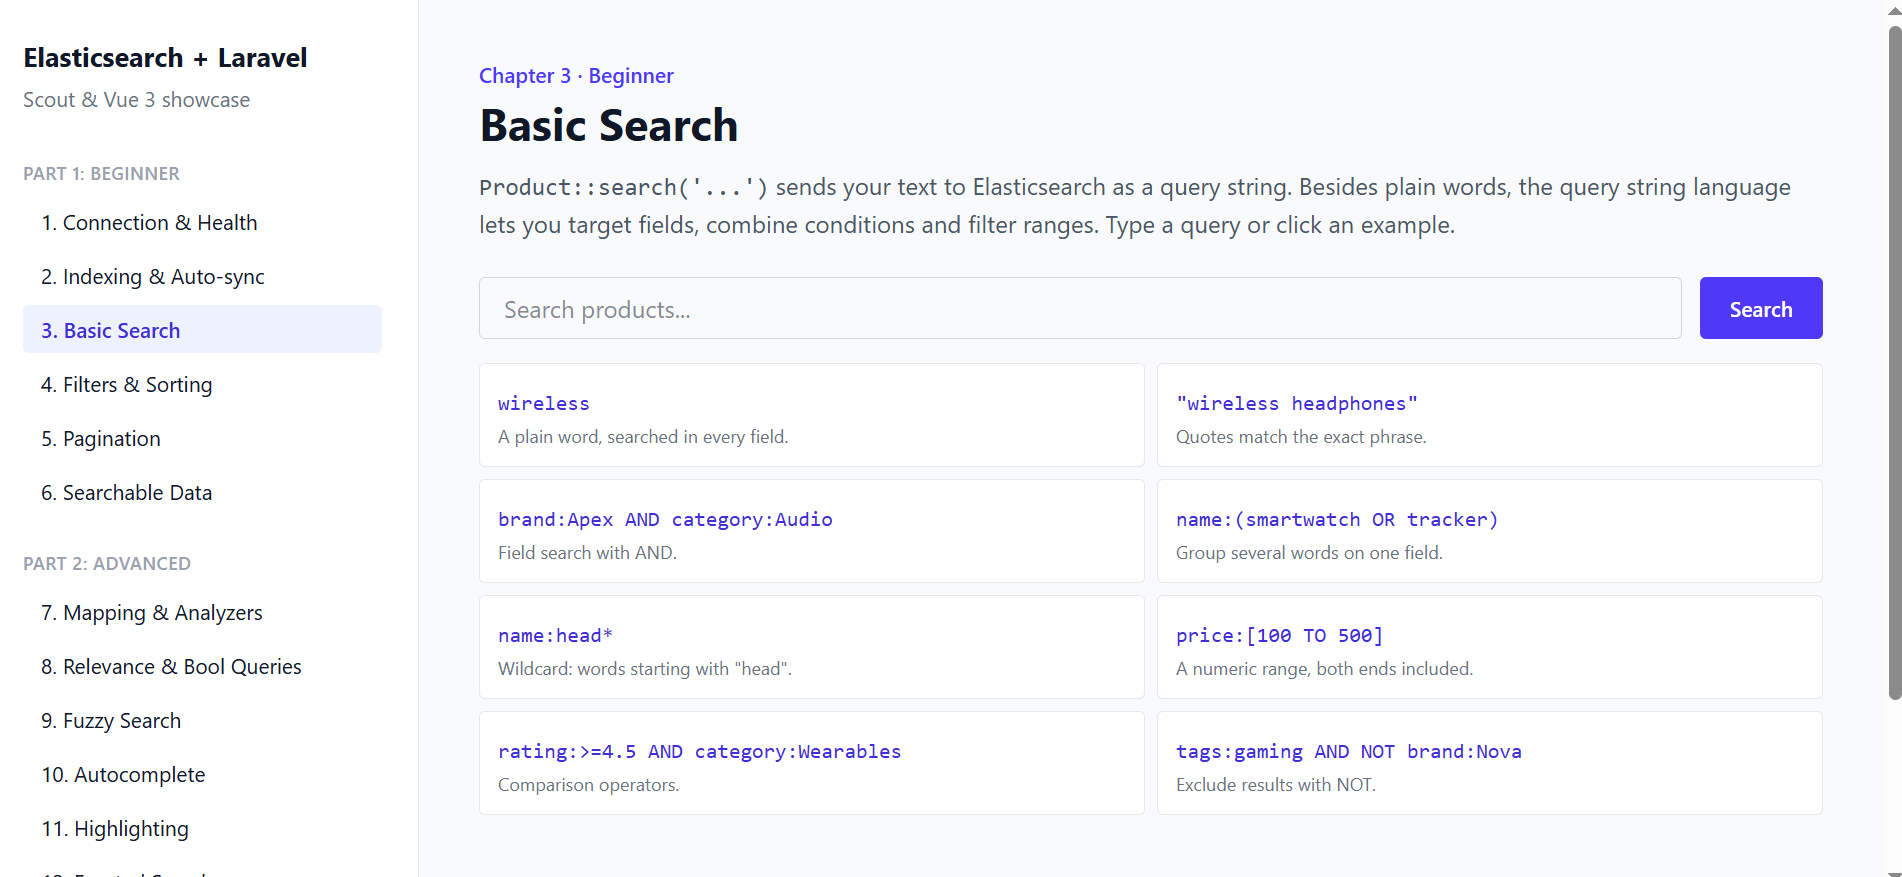 Elasticsearch + Laravel
Scout & Vue 3 showcase
PART 1: BEGINNER
1. Connection & Health
2. Indexing & Auto-sync
3. Basic Search
4. Filters & Sorting
5. Pagination
6. Searchable Data
PART 2: ADVANCED
7. Mapping & Analyzers
8. Relevance & Bool Queries
9. Fuzzy Search
10. Autocomplete
11. Highlighting
Chapter 3 · Beginner
Basic Search
Product::search('...') sends your text to Elasticsearch as a query string. Besides plain words, the query string language
lets you target fields, combine conditions and filter ranges. Type a query or click an example.
Search products...
Search
wireless
A plain word, searched in every field.
"wireless headphones"
Quotes match the exact phrase.
brand:Apex AND category:Audio
Field search with AND.
name:(smartwatch OR tracker)
Group several words on one field.
name:head*
Wildcard: words starting with "head".
price:[100 TO 500]
A numeric range, both ends included.
rating:>=4.5 AND category:Wearables
Comparison operators.
tags:gaming AND NOT brand:Nova
Exclude results with NOT.